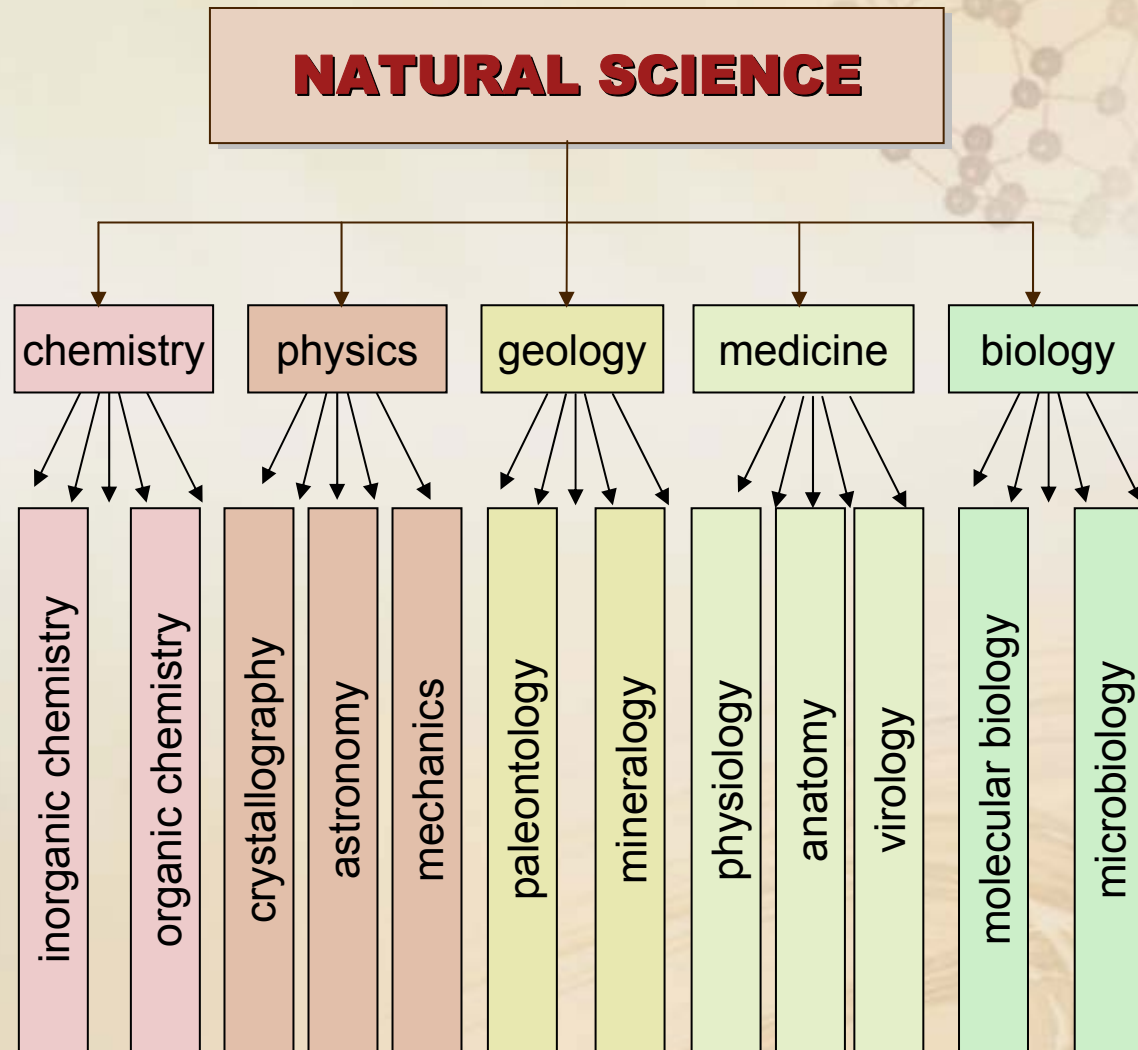 NATURAL SCIENCE
chemistry
physics
geology
medicine
biology
inorganic chemistry
organic chemistry
crystallography
astronomy
mechanics
paleontology
mineralogy
physiology
anatomy
virology
molecular biology
microbiology